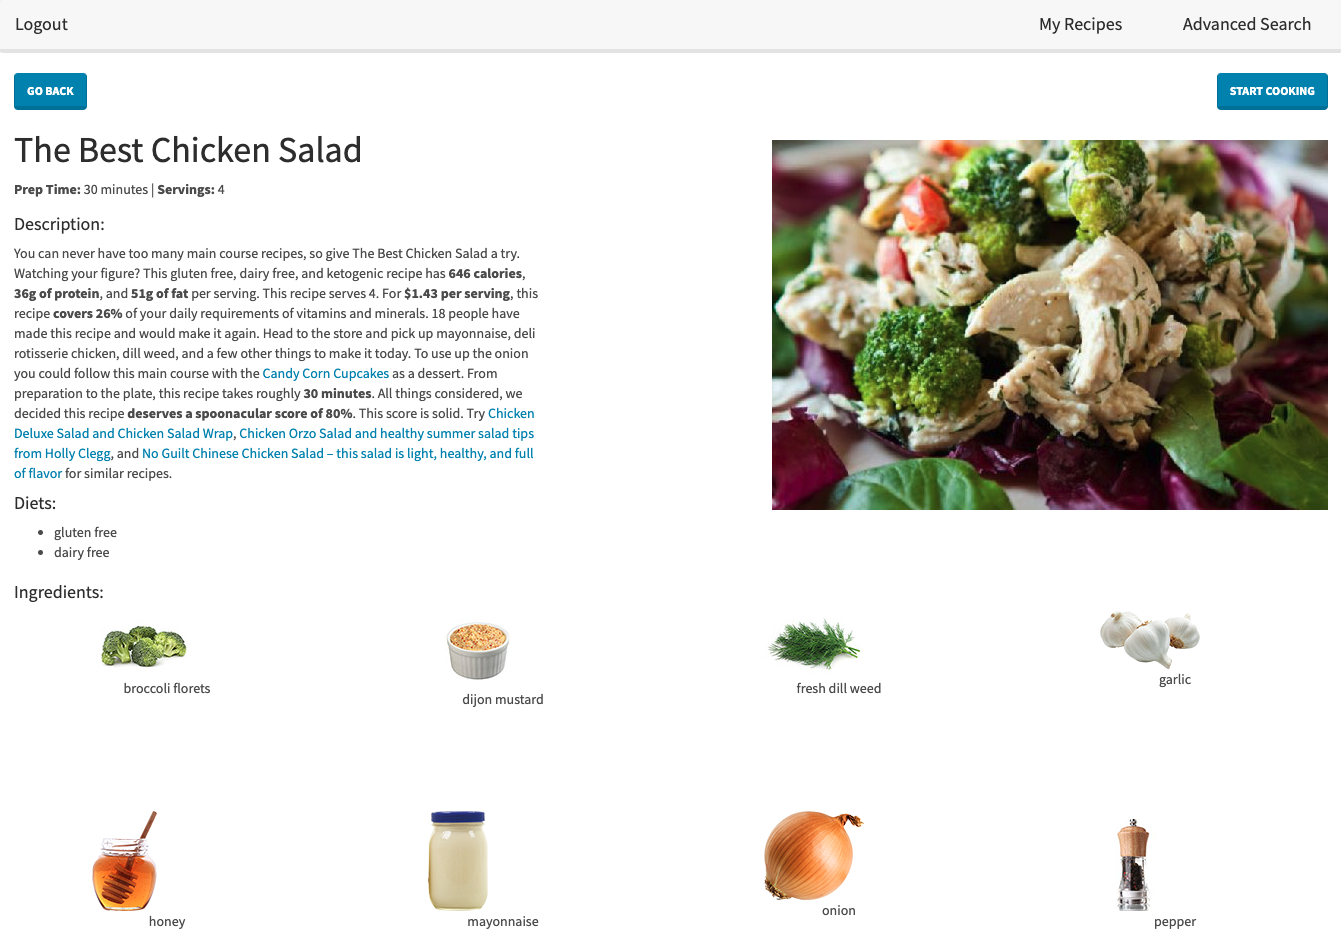 Logout
My Recipes
Advanced Search
GO BACK
START COOKING
The Best Chicken Salad
Prep Time: 30 minutes | Servings: 4
Description:
You can never have too many main course recipes, so give The Best Chicken Salad a try.
Watching your figure? This gluten free, dairy free, and ketogenic recipe has 646 calories,
36g of protein, and 51g of fat per serving. This recipe serves 4. For $1.43 per serving, this
recipe covers 26% of your daily requirements of vitamins and minerals. 18 people have
made this recipe and would make it again. Head to the store and pick up mayonnaise, deli
rotisserie chicken, dill weed, and a few other things to make it today. To use up the onion
you could follow this main course with the Candy Corn Cupcakes as a dessert. From
preparation to the plate, this recipe takes roughly 30 minutes. All things considered, we
decided this recipe deserves a spoonacular score of 80%. This score is solid. Try Chicken
Deluxe Salad and Chicken Salad Wrap, Chicken Orzo Salad and healthy summer salad tips
from Holly Clegg, and No Guilt Chinese Chicken Salad – this salad is light, healthy, and full
of flavor for similar recipes.
Diets:
• gluten free
• dairy free
Ingredients:
broccoli florets
dijon mustard
fresh dill weed
garlic
honey
mayonnaise
onion
pepper